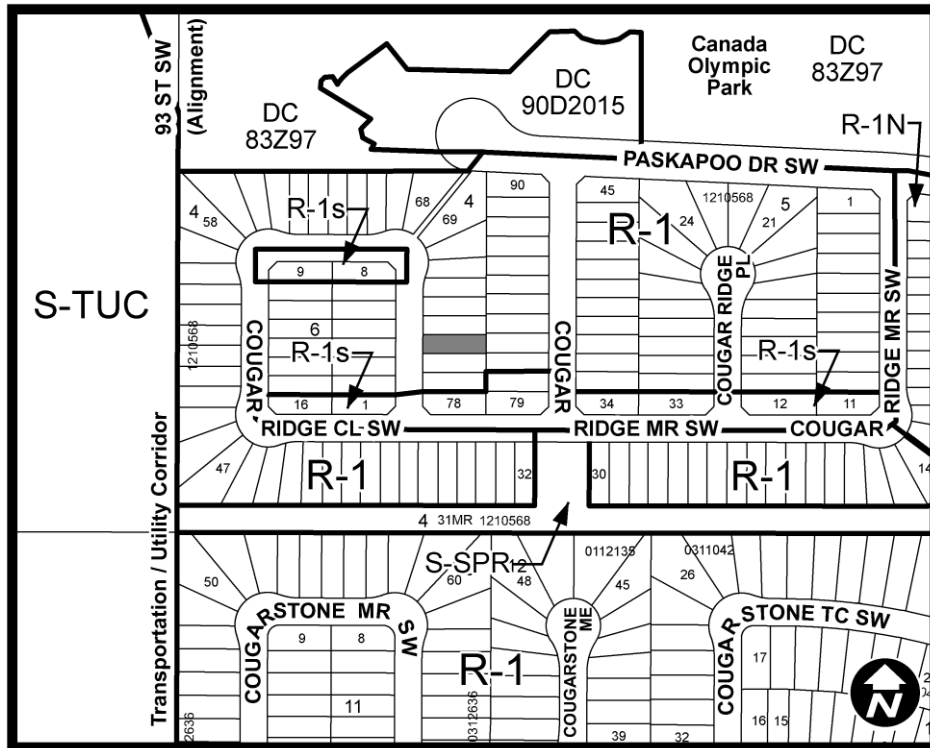 93 ST SW
(Alignment)
DC
83Z97
DC
90D2015
Canada
Olympic
Park
DC
83Z97
R-1N
PASKAPOO DR SW
4
58
R-1s
68
69
4
90
45
R-1
24
1210568
5
21
1
9
8
S-TUC
1210568
COUGAR
6
R-1s
COUGAR
COUGAR RIDGE
PL
R-1s
RIDGE MR SW
16
1
78
79
34
33
12
11
RIDGE CL SW
RIDGE MR SW
COUGAR
47
R-1
32
30
R-1
14
Transportation / Utility Corridor
4
31MR
1210568
S-SPR
12
50
60
48
0112135
45
0311042
26
COUGAR
STONE MR
SW
COUGARSTONE
ME
COUGAR
STONE TC SW
9
8
R-1
17
11
0312636
2636
39
32
16
15
N